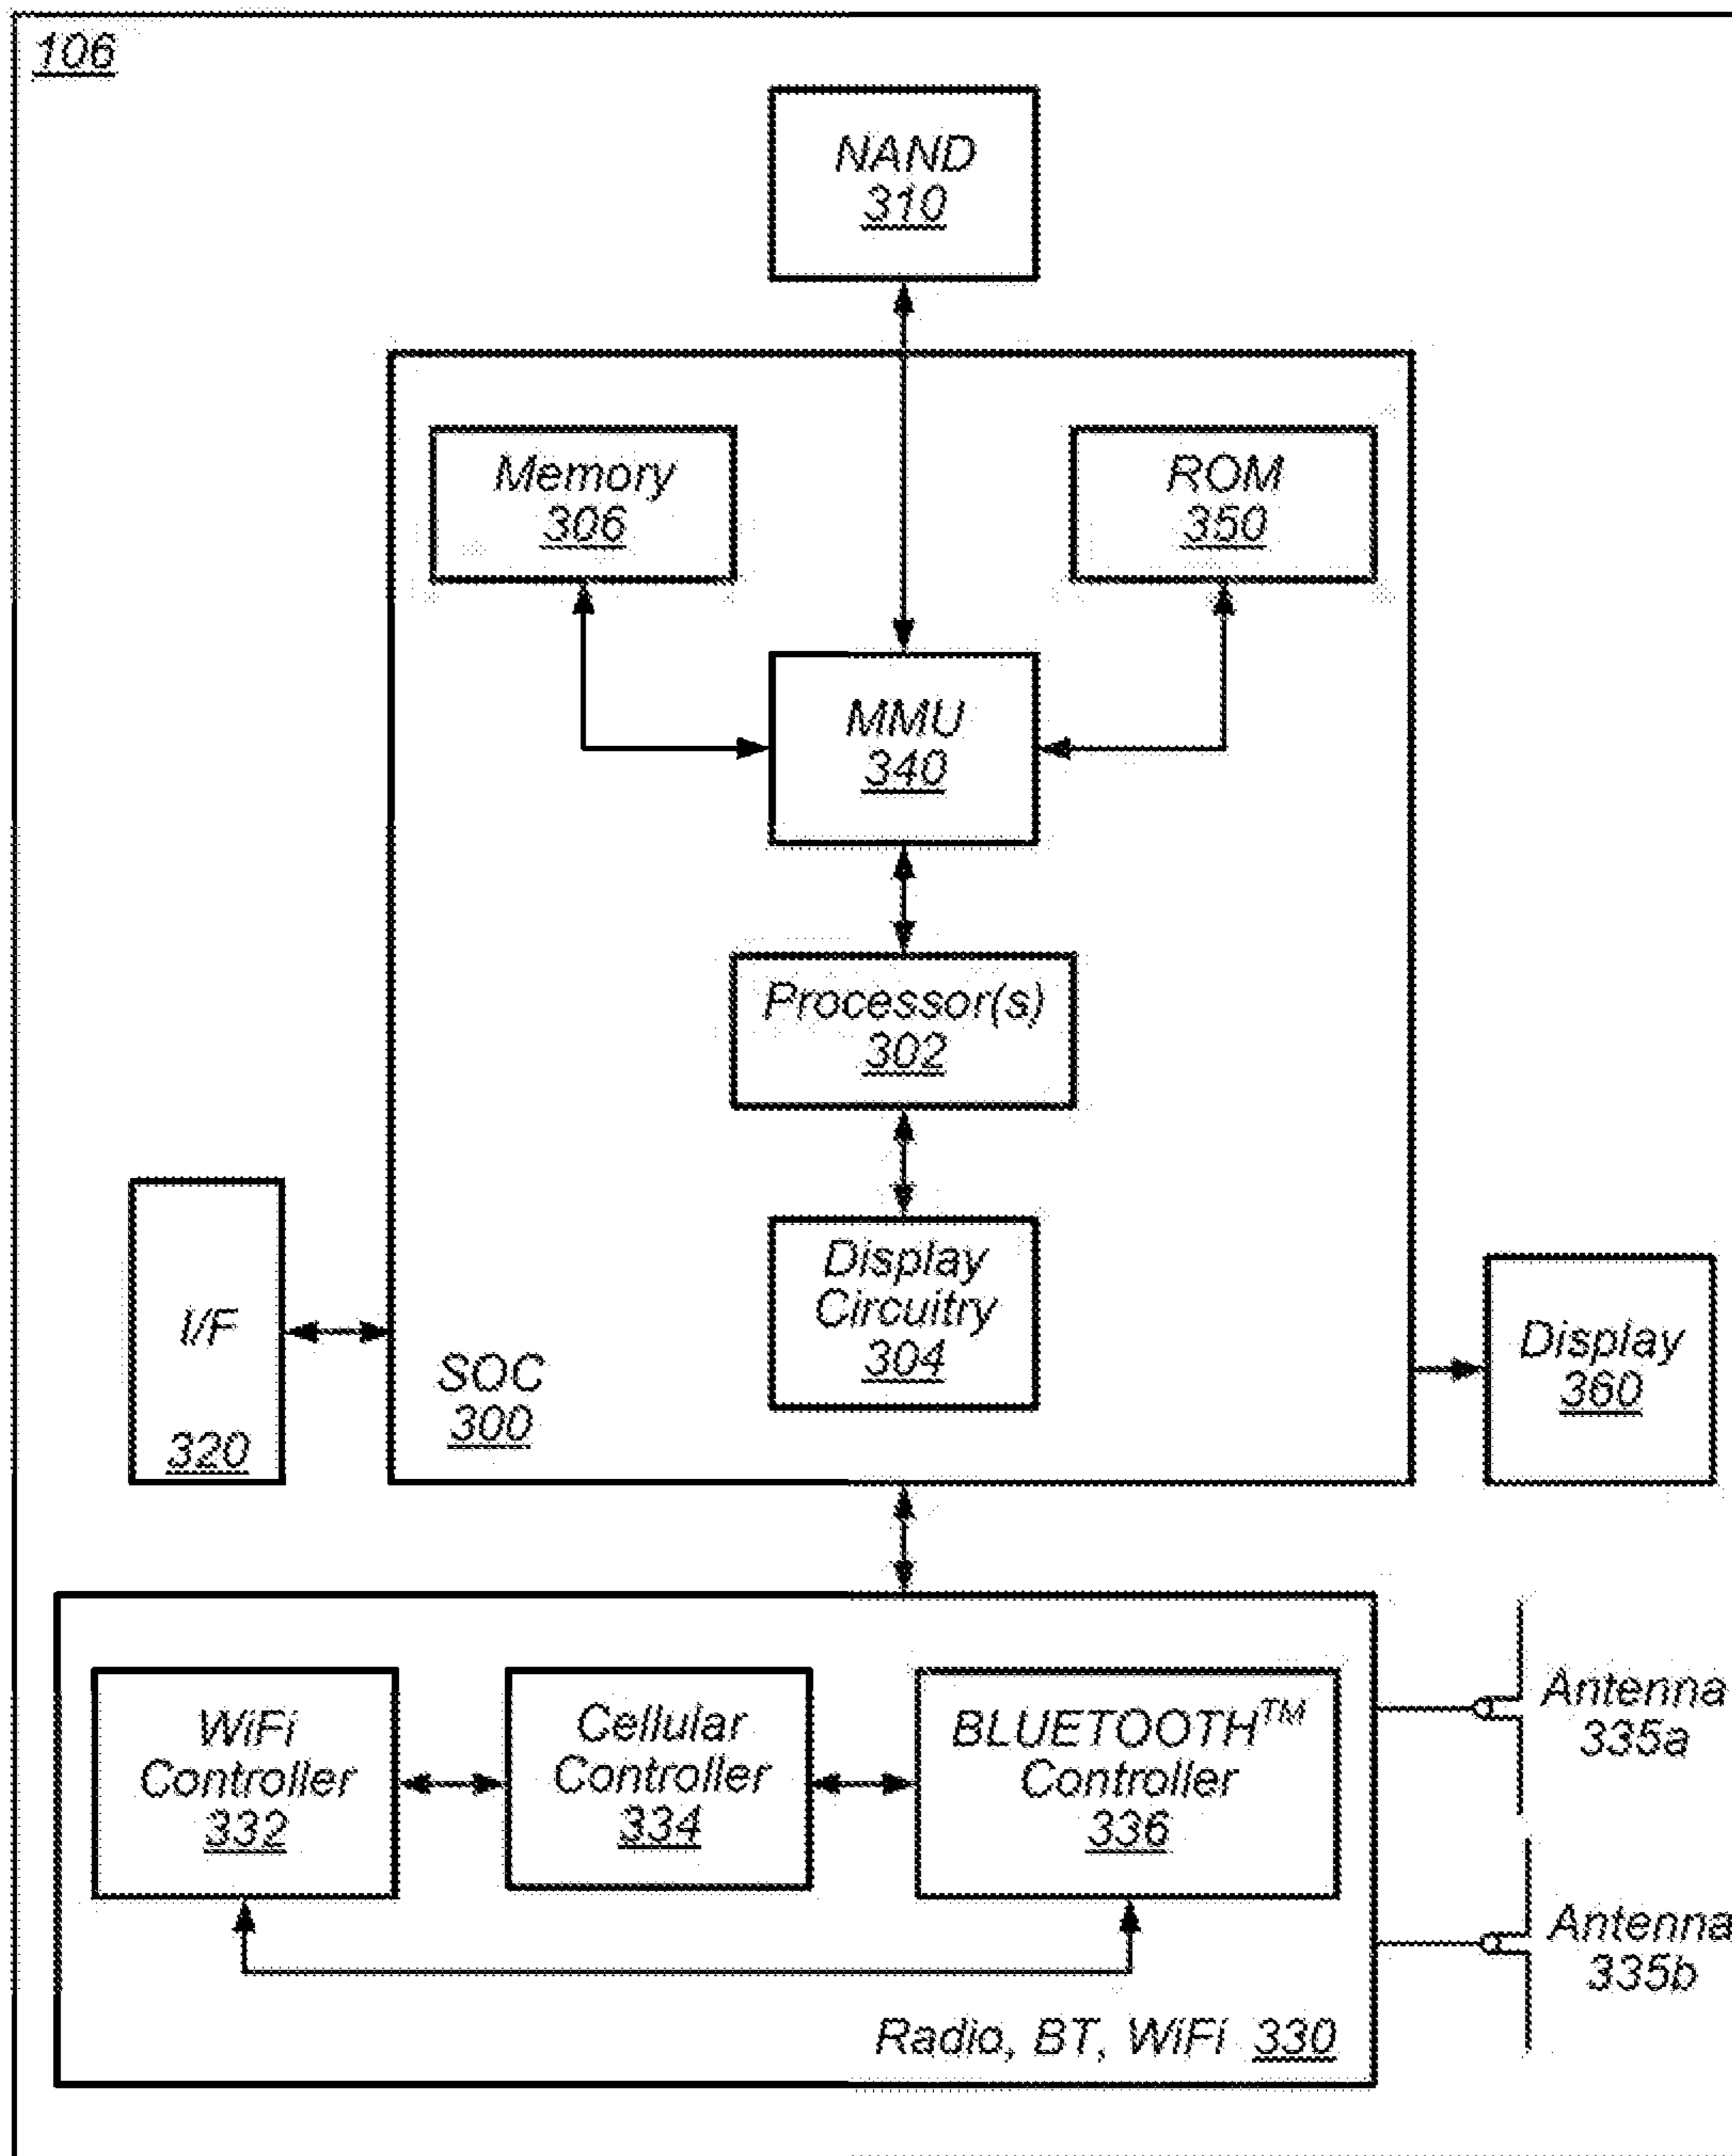 106
NAND
310
Memory
306
ROM
350
MMU
340
Processor(s)
302
Display
Circuitry
304
I/F
320
SOC
300
Display
360
WiFi
Controller
332
Cellular
Controller
334
BLUETOOTH™
Controller
336
Antenna
335a
Antenna
335b
Radio, BT, WiFi 330